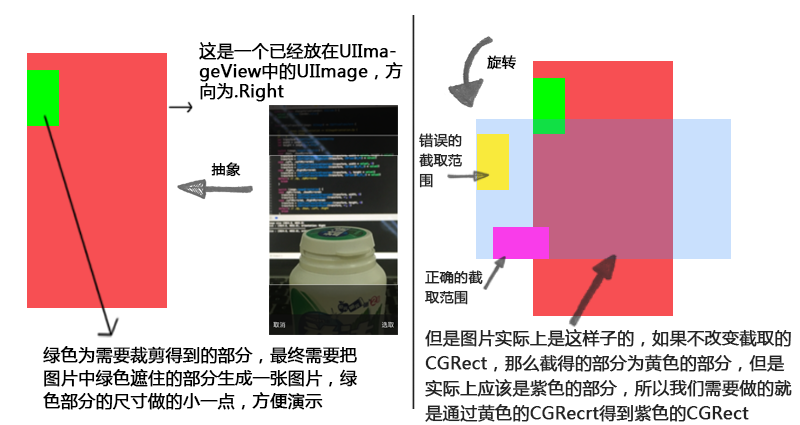 这是一个已经放在UIIma-
geView中的UIImage，方
向为.Right
抽象
取消
选取
绿色为需要裁剪得到的部分，最终需要把
图片中绿色遮住的部分生成一张图片，绿
色部分的尺寸做的小一点，方便演示
旋转
错误的
截取范
围
正确的截
取范围
但是图片实际上是这样子的，如果不改变截取的
CGRect，那么截得的部分为黄色的部分，但是
实际上应该是紫色的部分，所以我们需要做的就
是通过黄色的CGRecrt得到紫色的CGRect